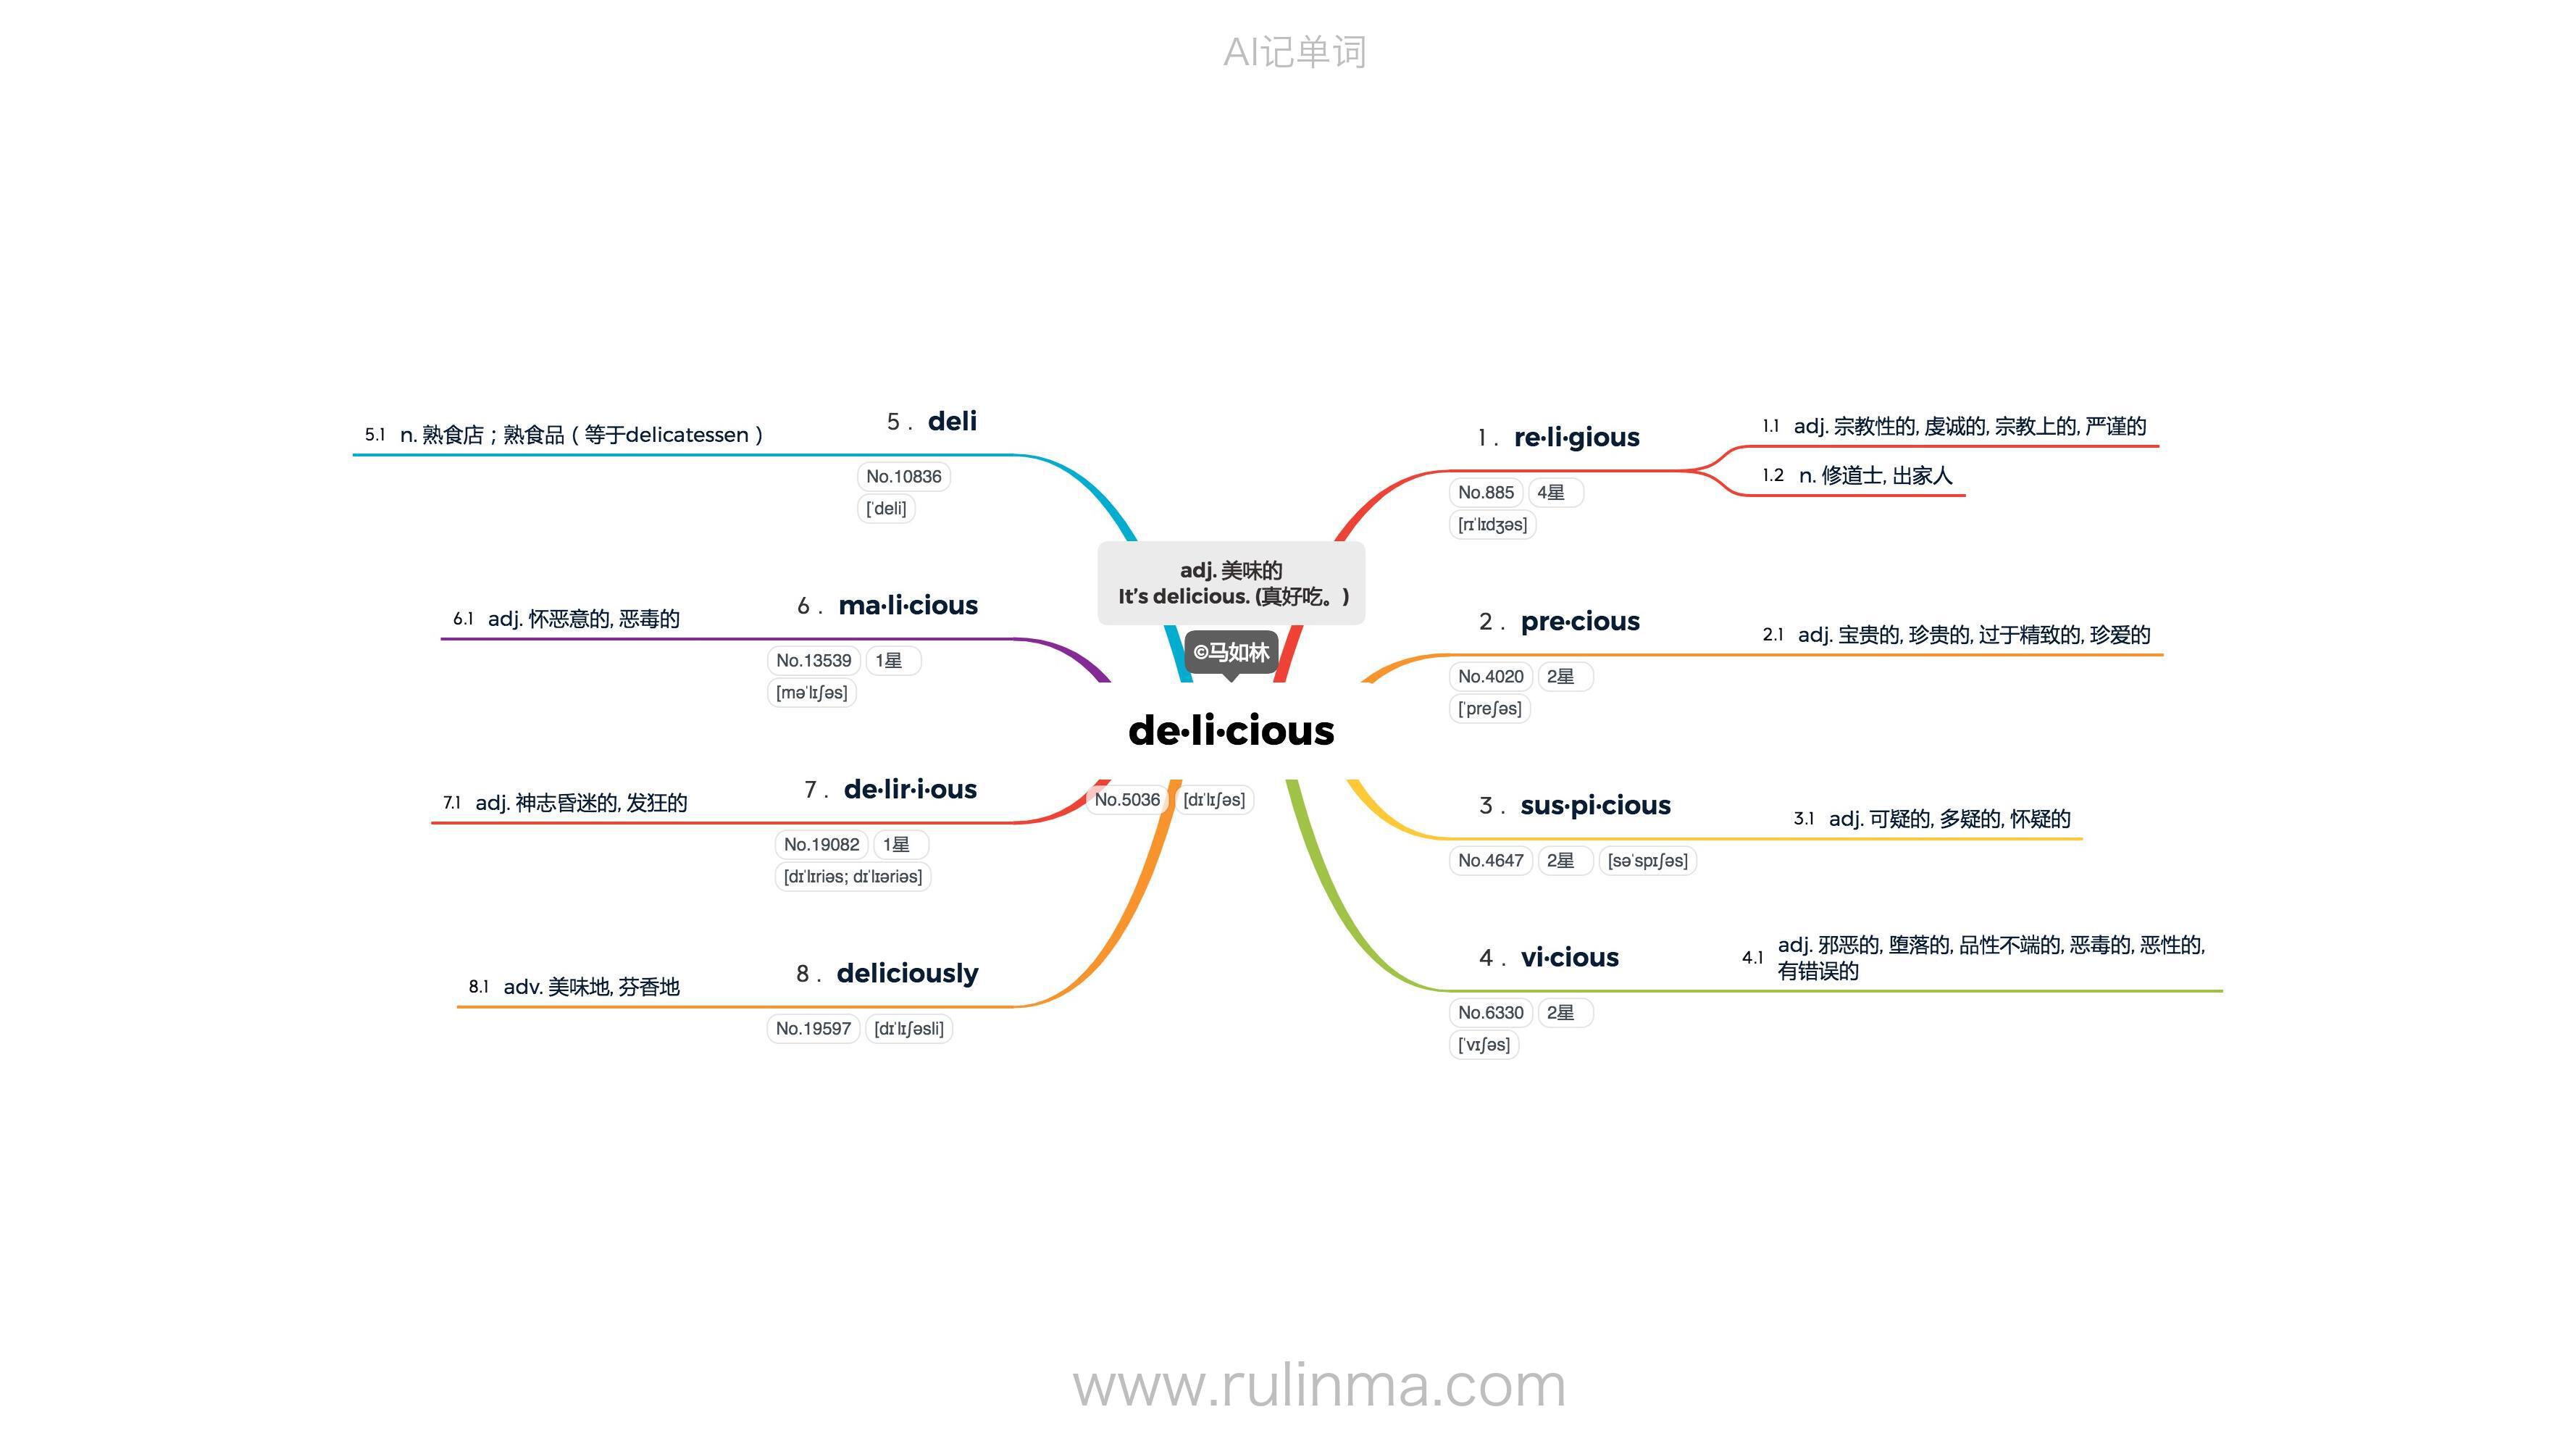 AI记单词
adj. 美味的
It's delicious. (真好吃。)
©马如林
de·li·cious
No.5036 [dɪˈlɪʃəs]
1 . re·li·gious
No.885 4星
[rɪˈlɪdʒəs]
1.1 adj. 宗教性的, 虔诚的, 宗教上的, 严谨的
1.2 n. 修道士, 出家人
2 . pre·cious
No.4020 2星
[ˈpreʃəs]
2.1 adj. 宝贵的, 珍贵的, 过于精致的, 珍爱的
3 . sus·pi·cious
No.4647 2星 [səˈspɪʃəs]
3.1 adj. 可疑的, 多疑的, 怀疑的
4 . vi·cious
No.6330 2星
[ˈvɪʃəs]
4.1 adj. 邪恶的, 堕落的, 品性不端的, 恶毒的, 恶性的,
有错误的
5 . deli
No.10836
[ˈdeli]
5.1 n. 熟食店；熟食品（等于delicatessen）
6 . ma·li·cious
No.13539 1星
[məˈlɪʃəs]
6.1 adj. 怀恶意的, 恶毒的
7 . de·lir·i·ous
No.19082 1星
[dɪˈlɪriəs; dɪˈlɪəriəs]
7.1 adj. 神志昏迷的, 发狂的
8 . deliciously
No.19597 [dɪˈlɪʃəsli]
8.1 adv. 美味地, 芬香地
www.rulinma.com